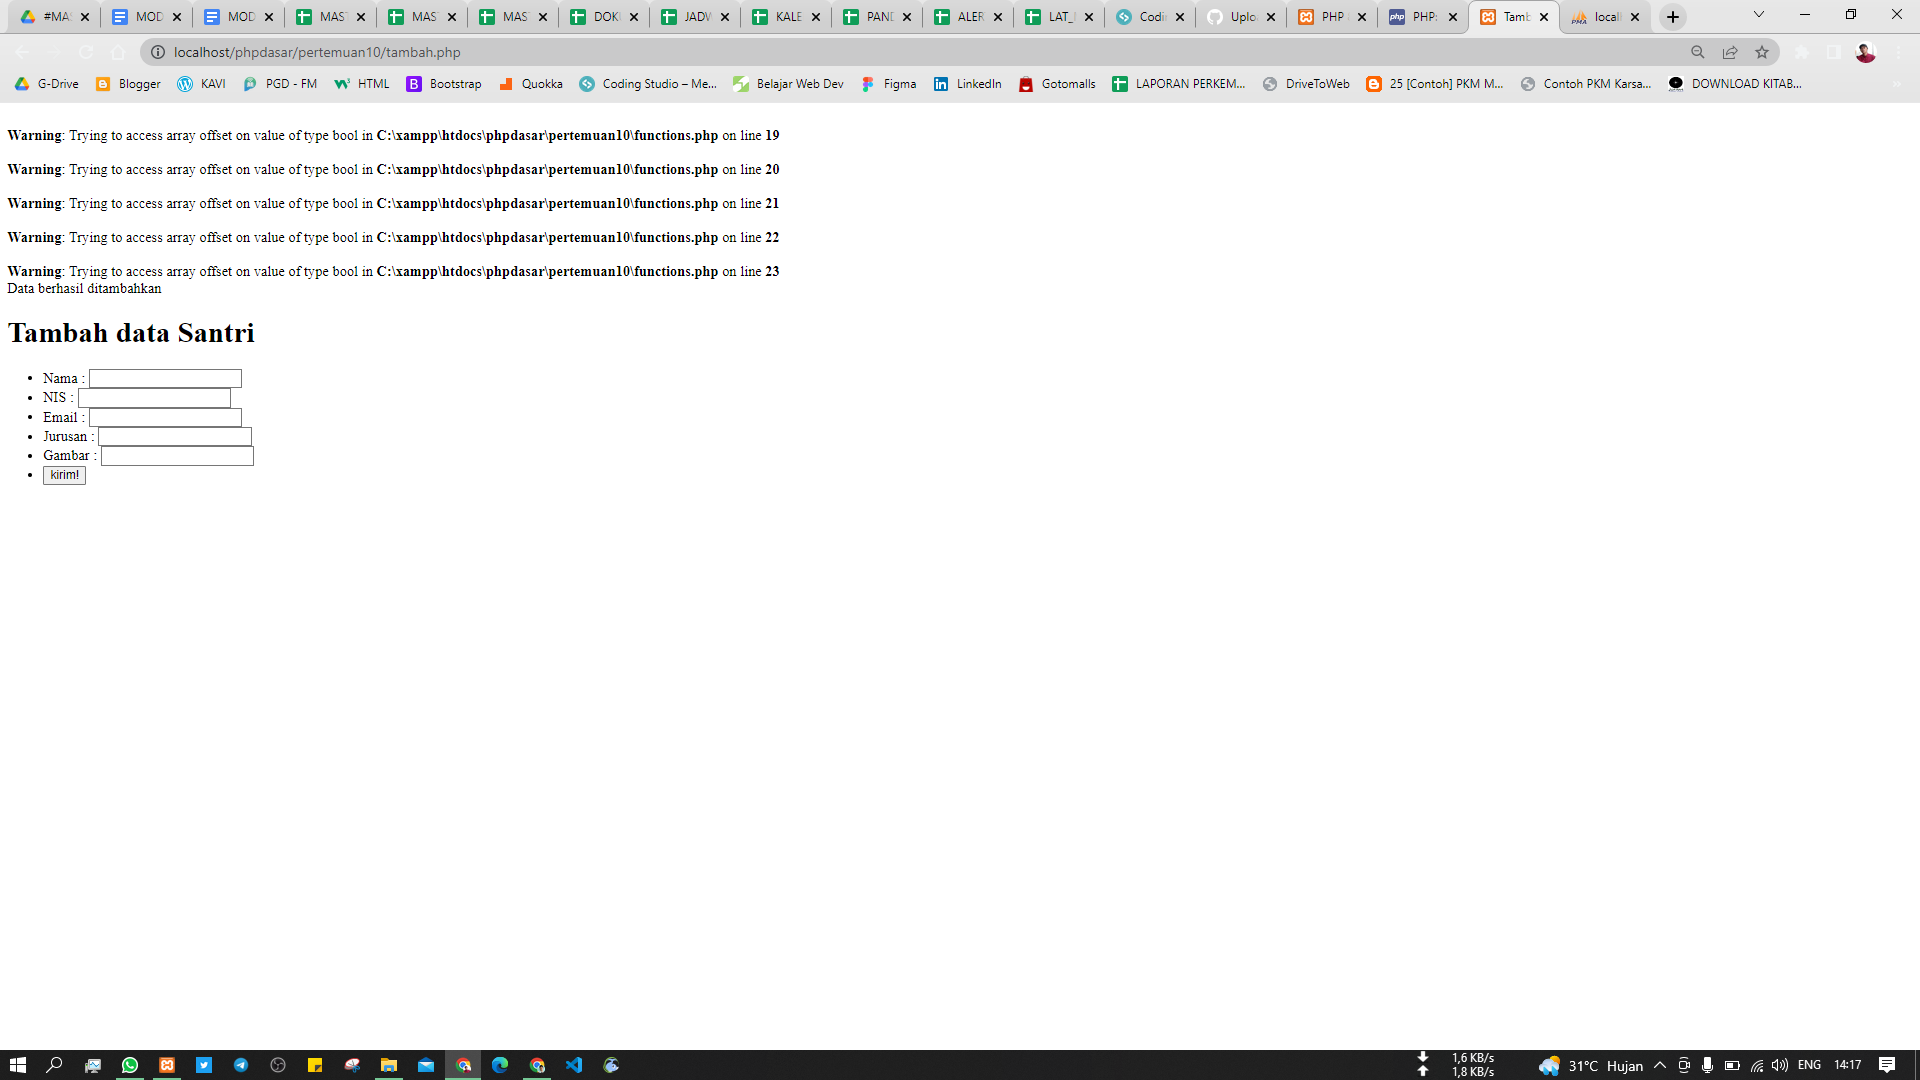 #MA
MOD
MOD
MAS
MAS
MAS
DOK
JADW
KALE
PAND
ALER
LAT_
Codi
Uplo
PHP
PHP:
Tamb
local
localhost/phpdasar/pertemuan10/tambah.php
G-Drive
Blogger
KAVI
PGD - FM
HTML
Bootstrap
Quokka
Coding Studio – Me...
Belajar Web Dev
Figma
LinkedIn
Gotomalls
LAPORAN PERKEM...
DriveToWeb
25 [Contoh] PKM M...
Contoh PKM Karsa...
DOWNLOAD KITAB...
Warning: Trying to access array offset on value of type bool in C:\xampp\htdocs\phpdasar\pertemuan10\functions.php on line 19
Warning: Trying to access array offset on value of type bool in C:\xampp\htdocs\phpdasar\pertemuan10\functions.php on line 20
Warning: Trying to access array offset on value of type bool in C:\xampp\htdocs\phpdasar\pertemuan10\functions.php on line 21
Warning: Trying to access array offset on value of type bool in C:\xampp\htdocs\phpdasar\pertemuan10\functions.php on line 22
Warning: Trying to access array offset on value of type bool in C:\xampp\htdocs\phpdasar\pertemuan10\functions.php on line 23
Data berhasil ditambahkan
Tambah data Santri
Nama :
NIS :
Email :
Jurusan :
Gambar :
kirim!
1,6 KB/s
1,8 KB/s
31°C Hujan
ENG
14:17